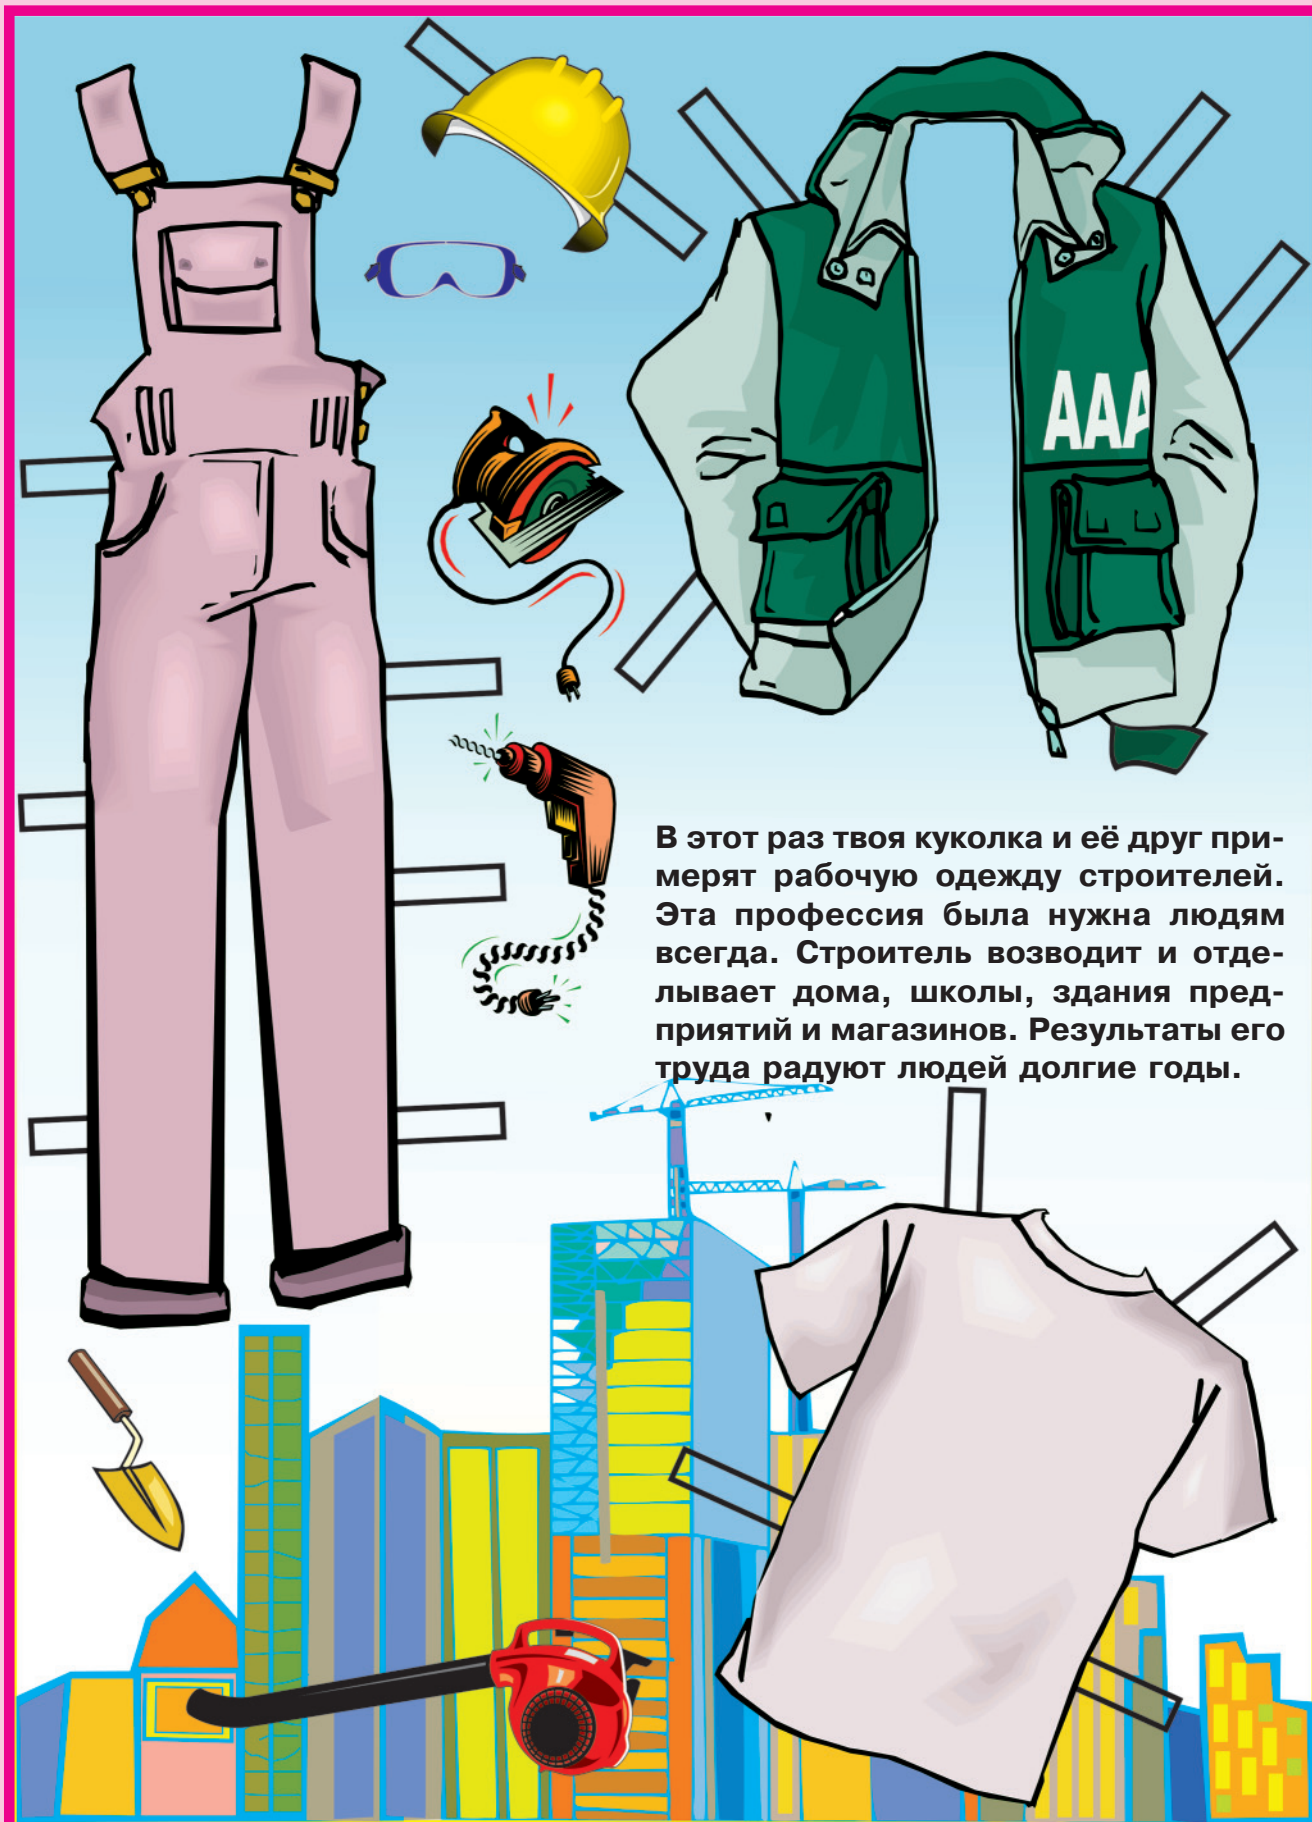 AAA
В этот раз твоя куколка и её друг при-
мерят рабочую одежду строителей.
Эта профессия была нужна людям
всегда. Строитель возводит и отде-
лывает дома, школы, здания пред-
приятий и магазинов. Результаты его
труда радуют людей долгие годы.